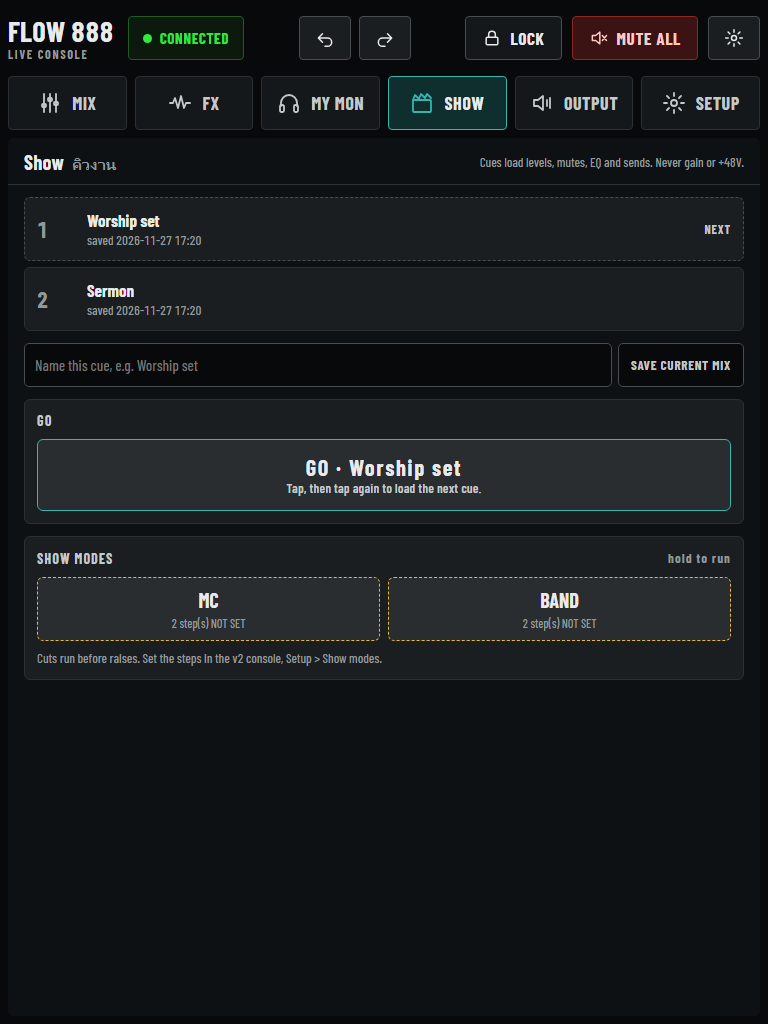 FLOW 888
LIVE CONSOLE
CONNECTED
LOCK
MUTE ALL
MIX
FX
MY MON
SHOW
OUTPUT
SETUP
Show คิวงาน
Cues load levels, mutes, EQ and sends. Never gain or +48V.
1
Worship set
saved 2026-11-27 17:20
NEXT
2
Sermon
saved 2026-11-27 17:20
Name this cue, e.g. Worship set
SAVE CURRENT MIX
GO
GO · Worship set
Tap, then tap again to load the next cue.
SHOW MODES
hold to run
MC
2 step(s) NOT SET
BAND
2 step(s) NOT SET
Cuts run before raises. Set the steps in the v2 console, Setup > Show modes.